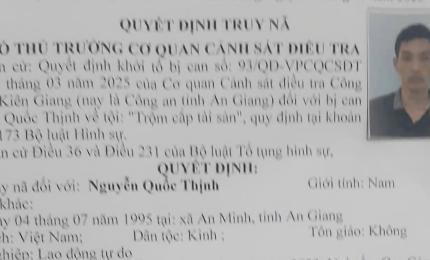 QUYẾT ĐỊNH TRUY NÃ
THỦ TRƯỞNG CƠ QUAN CẢNH SÁT ĐIỀU TRA
cứ: Quyết định khởi tố bị can số: 93/QĐ-VPCQCSĐT
tháng 03 năm 2025 của Cơ quan Cảnh sát điều tra Công
Kiên Giang (nay là Công an tỉnh An Giang) đối với bị can
Quốc Thịnh về tội: "Trộm cắp tài sản", quy định tại khoản
173 Bộ luật Hình sự.
cứ Điều 36 và Điều 231 của Bộ luật Tố tụng hình sự,
QUYẾT ĐỊNH:
nã đối với: Nguyễn Quốc Thịnh Giới tính: Nam
khác:
04 tháng 07 năm 1995 tại: xã An Minh, tỉnh An Giang
Việt Nam; Dân tộc: Kinh ; Tôn giáo: Không
Lao động tự do